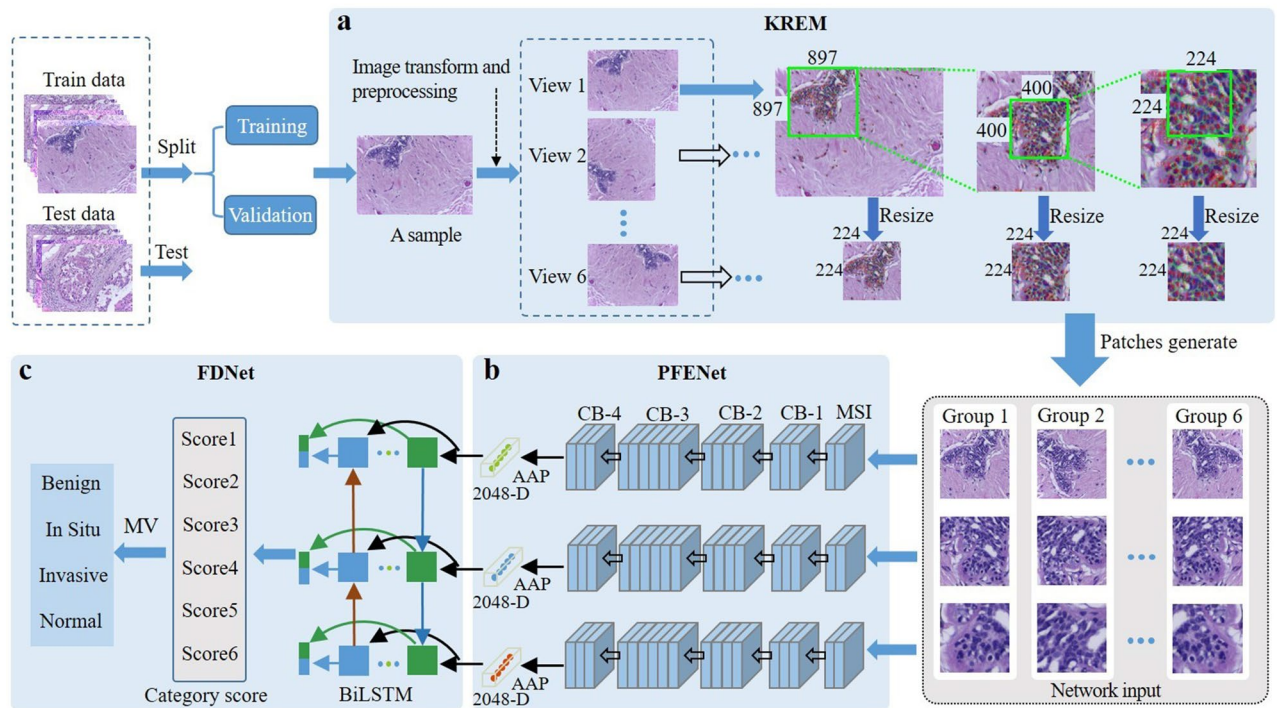 a
KREM
Train data
Split
Training
Validation
Test data
Test
Image transform and
preprocessing
A sample
View 1
View 2
View 6
897
897
400
400
224
224
Resize
Resize
Resize
224
224
224
224
224
224
Patches generate
c
FDNet
b
PFENet
CB-4
CB-3
CB-2
CB-1
MSI
Group 1
Group 2
Group 6
Benign
In Situ
Invasive
Normal
MV
Score1
Score2
Score3
Score4
Score5
Score6
Category score
BiLSTM
AAP
2048-D
AAP
2048-D
AAP
2048-D
Network input